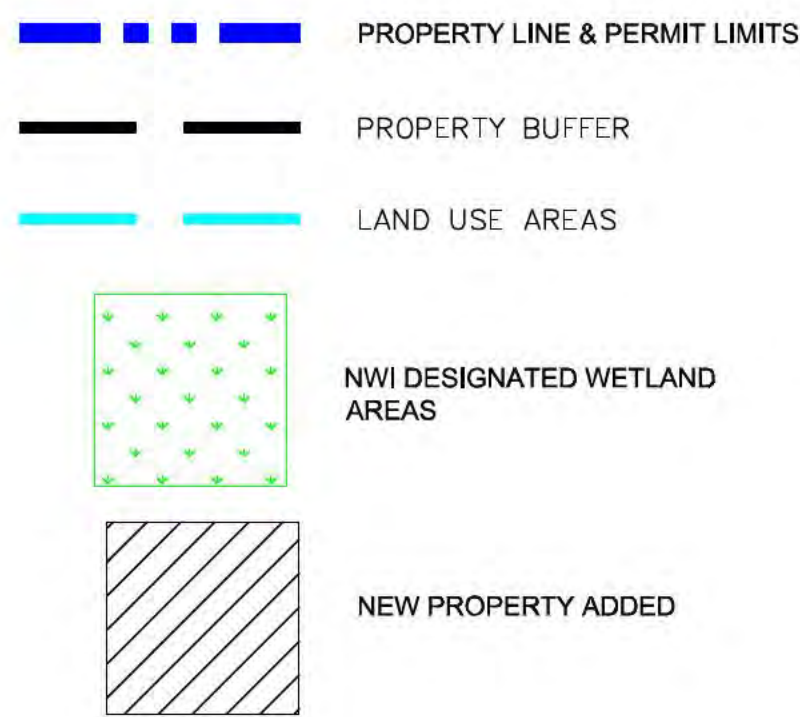 PROPERTY LINE & PERMIT LIMITS
PROPERTY BUFFER
LAND USE AREAS
NWI DESIGNATED WETLAND
AREAS
NEW PROPERTY ADDED